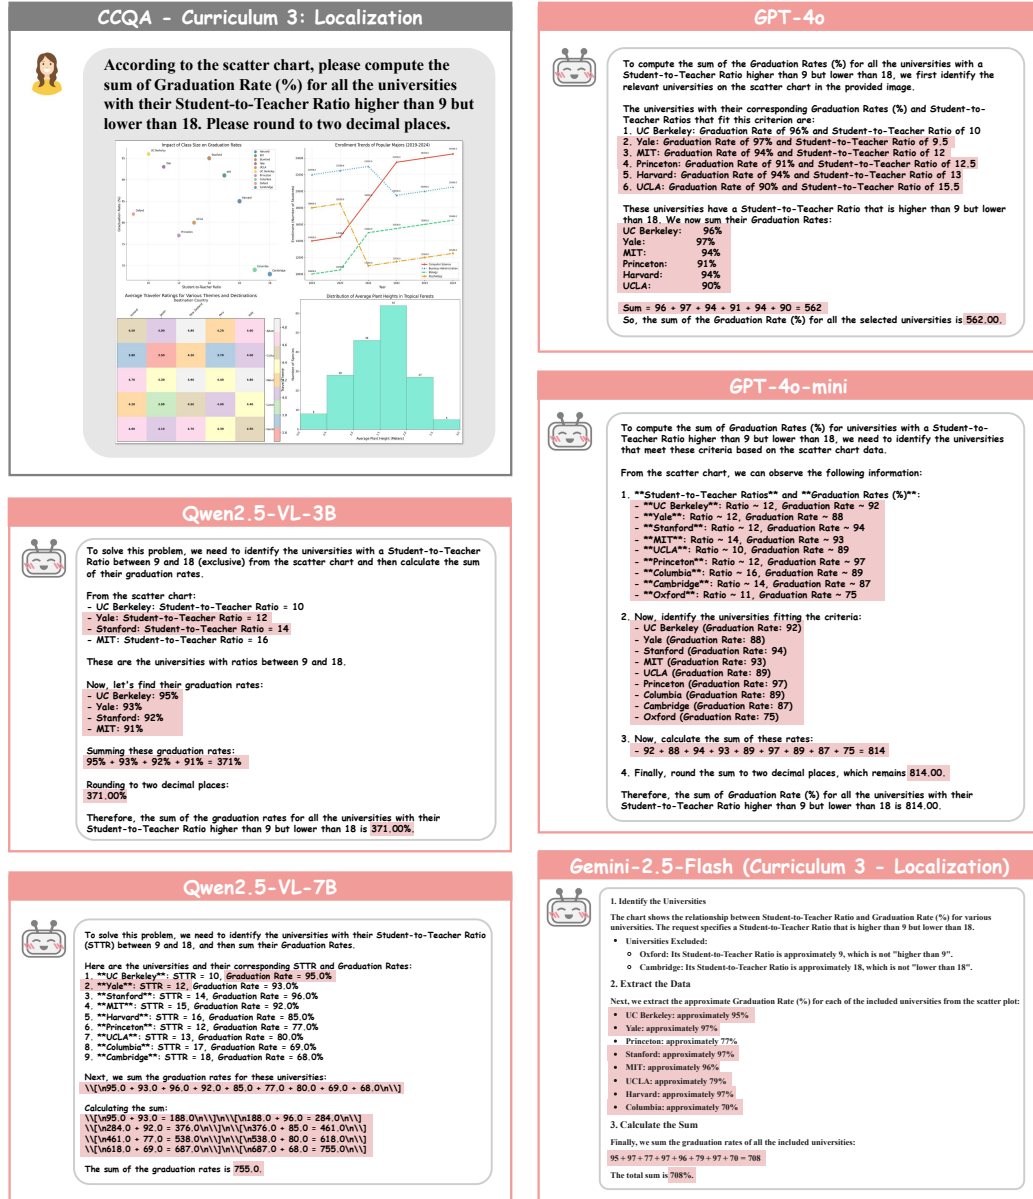 CCQA - Curriculum 3: Localization
According to the scatter chart, please compute the
sum of Graduation Rate (%) for all the universities
with their Student-to-Teacher Ratio higher than 9 but
lower than 18. Please round to two decimal places.
Impact of Class Size on Graduation Rates
Graduation Rate (%)
Student-to-Teacher Ratio
Enrollment Trends of Popular Majors (2019-2024)
Enrollment (Number of Students)
Year
Computer Science
Business Administration
Biology
Psychology
Average Traveler Ratings for Various Themes and Destinations
Destination Country
Distribution of Average Plant Heights in Tropical Forests
Number of Species
Average Plant Height (Meters)
Qwen2.5-VL-3B
To solve this problem, we need to identify the universities with a Student-to-Teacher
Ratio between 9 and 18 (exclusive) from the scatter chart and then calculate the sum
of their graduation rates.
From the scatter chart:
- UC Berkeley: Student-to-Teacher Ratio = 10
- Yale: Student-to-Teacher Ratio = 12
- Stanford: Student-to-Teacher Ratio = 14
- MIT: Student-to-Teacher Ratio = 16
These are the universities with ratios between 9 and 18.
Now, let's find their graduation rates:
- UC Berkeley: 95%
- Yale: 93%
- Stanford: 92%
- MIT: 91%
Summing these graduation rates:
95% + 93% + 92% + 91% = 371%
Rounding to two decimal places:
371.00%
Therefore, the sum of the graduation rates for all the universities with their
Student-to-Teacher Ratio higher than 9 but lower than 18 is 371.00%.
Qwen2.5-VL-7B
To solve this problem, we need to identify the universities with their Student-to-Teacher Ratio
(STTR) between 9 and 18, and then sum their Graduation Rates.
Here are the universities and their corresponding STTR and Graduation Rates:
1. **UC Berkeley**: STTR = 10, Graduation Rate = 95.0%
2. **Yale**: STTR = 12, Graduation Rate = 93.0%
3. **Stanford**: STTR = 14, Graduation Rate = 96.0%
4. **MIT**: STTR = 15, Graduation Rate = 92.0%
5. **Harvard**: STTR = 16, Graduation Rate = 85.0%
6. **Princeton**: STTR = 12, Graduation Rate = 77.0%
7. **UCLA**: STTR = 13, Graduation Rate = 80.0%
8. **Columbia**: STTR = 17, Graduation Rate = 69.0%
9. **Cambridge**: STTR = 18, Graduation Rate = 68.0%
Next, we sum the graduation rates for these universities:
\\[\n95.0 + 93.0 + 96.0 + 92.0 + 85.0 + 77.0 + 80.0 + 69.0 + 68.0\n\\]
Calculating the sum:
\\[\n95.0 + 93.0 = 188.0\n\\]\n\\[\n188.0 + 96.0 = 284.0\n\\]
\\[\n284.0 + 92.0 = 376.0\n\\]\n\\[\n376.0 + 85.0 = 461.0\n\\]
\\[\n461.0 + 77.0 = 538.0\n\\]\n\\[\n538.0 + 80.0 = 618.0\n\\]
\\[\n618.0 + 69.0 = 687.0\n\\]\n\\[\n687.0 + 68.0 = 755.0\n\\]
The sum of the graduation rates is 755.0.
GPT-4o
To compute the sum of the Graduation Rates (%) for all the universities with a
Student-to-Teacher Ratio higher than 9 but lower than 18, we first identify the
relevant universities on the scatter chart in the provided image.
The universities with their corresponding Graduation Rates (%) and Student-to-
Teacher Ratios that fit this criterion are:
1. UC Berkeley: Graduation Rate of 96% and Student-to-Teacher Ratio of 10
2. Yale: Graduation Rate of 97% and Student-to-Teacher Ratio of 9.5
3. MIT: Graduation Rate of 94% and Student-to-Teacher Ratio of 12
4. Princeton: Graduation Rate of 91% and Student-to-Teacher Ratio of 12.5
5. Harvard: Graduation Rate of 94% and Student-to-Teacher Ratio of 13
6. UCLA: Graduation Rate of 90% and Student-to-Teacher Ratio of 15.5
These universities have a Student-to-Teacher Ratio that is higher than 9 but lower
than 18. We now sum their Graduation Rates:
UC Berkeley: 96%
Yale: 97%
MIT: 94%
Princeton: 91%
Harvard: 94%
UCLA: 90%
Sum = 96 + 97 + 94 + 91 + 94 + 90 = 562
So, the sum of the Graduation Rate (%) for all the selected universities is 562.00.
GPT-4o-mini
To compute the sum of Graduation Rates (%) for universities with a Student-to-
Teacher Ratio higher than 9 but lower than 18, we need to identify the universities
that meet these criteria based on the scatter chart data.
From the scatter chart, we can observe the following information:
1. **Student-to-Teacher Ratios** and **Graduation Rates (%)**:
- **UC Berkeley**: Ratio ~ 12, Graduation Rate ~ 92
- **Yale**: Ratio ~ 12, Graduation Rate ~ 88
- **Stanford**: Ratio ~ 12, Graduation Rate ~ 94
- **MIT**: Ratio ~ 14, Graduation Rate ~ 93
- **UCLA**: Ratio ~ 10, Graduation Rate ~ 89
- **Princeton**: Ratio ~ 12, Graduation Rate ~ 97
- **Columbia**: Ratio ~ 16, Graduation Rate ~ 89
- **Cambridge**: Ratio ~ 14, Graduation Rate ~ 87
- **Oxford**: Ratio ~ 11, Graduation Rate ~ 75
2. Now, identify the universities fitting the criteria:
- UC Berkeley (Graduation Rate: 92)
- Yale (Graduation Rate: 88)
- Stanford (Graduation Rate: 94)
- MIT (Graduation Rate: 93)
- UCLA (Graduation Rate: 89)
- Princeton (Graduation Rate: 97)
- Columbia (Graduation Rate: 89)
- Cambridge (Graduation Rate: 87)
- Oxford (Graduation Rate: 75)
3. Now, calculate the sum of these rates:
- 92 + 88 + 94 + 93 + 89 + 97 + 89 + 87 + 75 = 814
4. Finally, round the sum to two decimal places, which remains 814.00.
Therefore, the sum of Graduation Rate (%) for all the universities with their
Student-to-Teacher Ratio higher than 9 but lower than 18 is 814.00.
Gemini-2.5-Flash (Curriculum 3 - Localization)
1. Identify the Universities
The chart shows the relationship between Student-to-Teacher Ratio and Graduation Rate (%) for various
universities. The request specifies a Student-to-Teacher Ratio that is higher than 9 but lower than 18.
• Universities Excluded:
o Oxford: Its Student-to-Teacher Ratio is approximately 9, which is not "higher than 9".
o Cambridge: Its Student-to-Teacher Ratio is approximately 18, which is not "lower than 18".
2. Extract the Data
Next, we extract the approximate Graduation Rate (%) for each of the included universities from the scatter plot:
• UC Berkeley: approximately 95%
• Yale: approximately 97%
• Princeton: approximately 77%
• Stanford: approximately 97%
• MIT: approximately 96%
• UCLA: approximately 79%
• Harvard: approximately 97%
• Columbia: approximately 70%
3. Calculate the Sum
Finally, we sum the graduation rates of all the included universities:
95 + 97 + 77 + 97 + 96 + 79 + 97 + 70 = 708
The total sum is 708%.